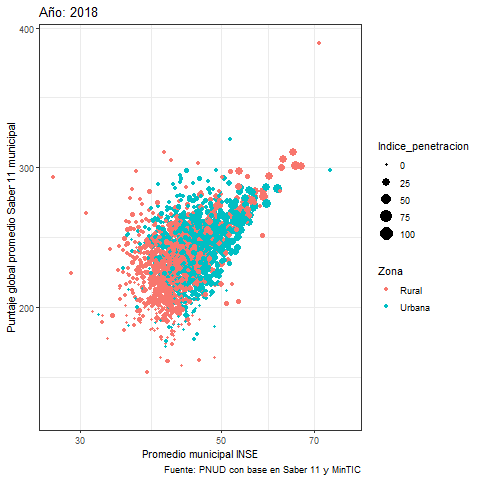 Año: 2018
Puntaje global promedio Saber 11 municipal
400
300
200
30
50
70
Promedio municipal INSE
Fuente: PNUD con base en Saber 11 y MinTIC
Indice_penetracion
0
25
50
75
100
Zona
Rural
Urbana